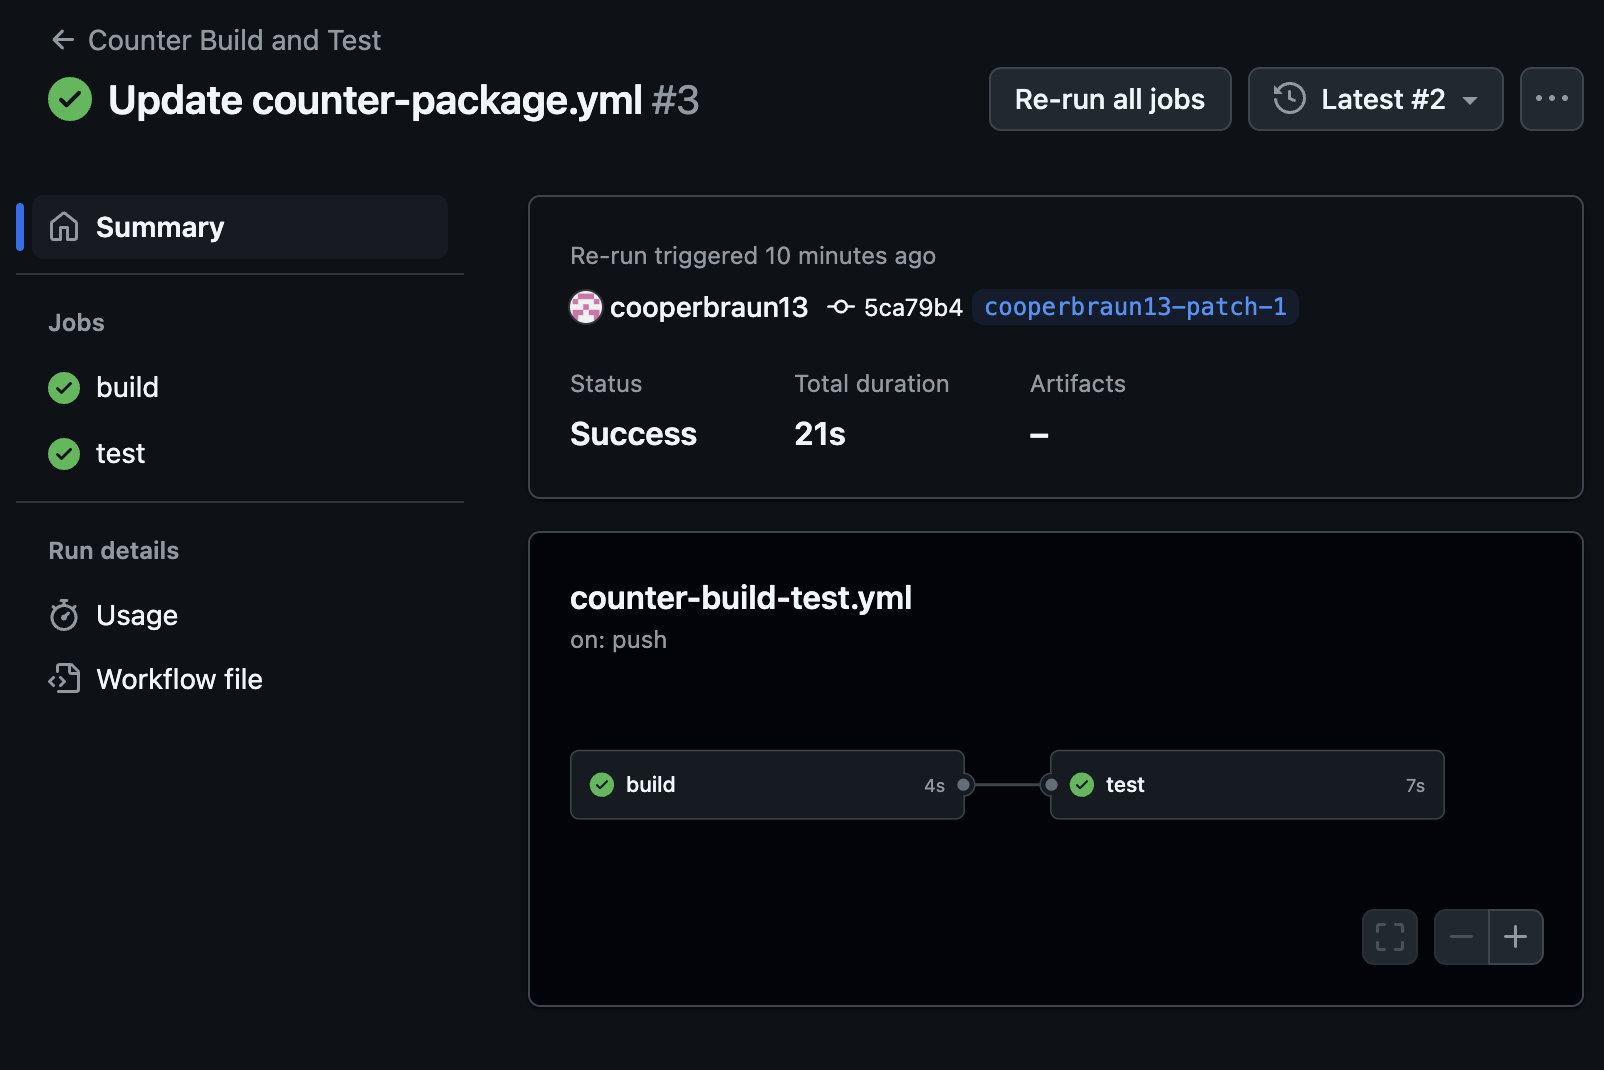 Counter Build and Test
Update counter-package.yml #3
Re-run all jobs
Latest #2
Summary
Jobs
build
test
Run details
Usage
Workflow file
Re-run triggered 10 minutes ago
cooperbraun13 5ca79b4 cooperbraun13-patch-1
Status Total duration Artifacts
Success 21s –
counter-build-test.yml
on: push
build 4s test 7s